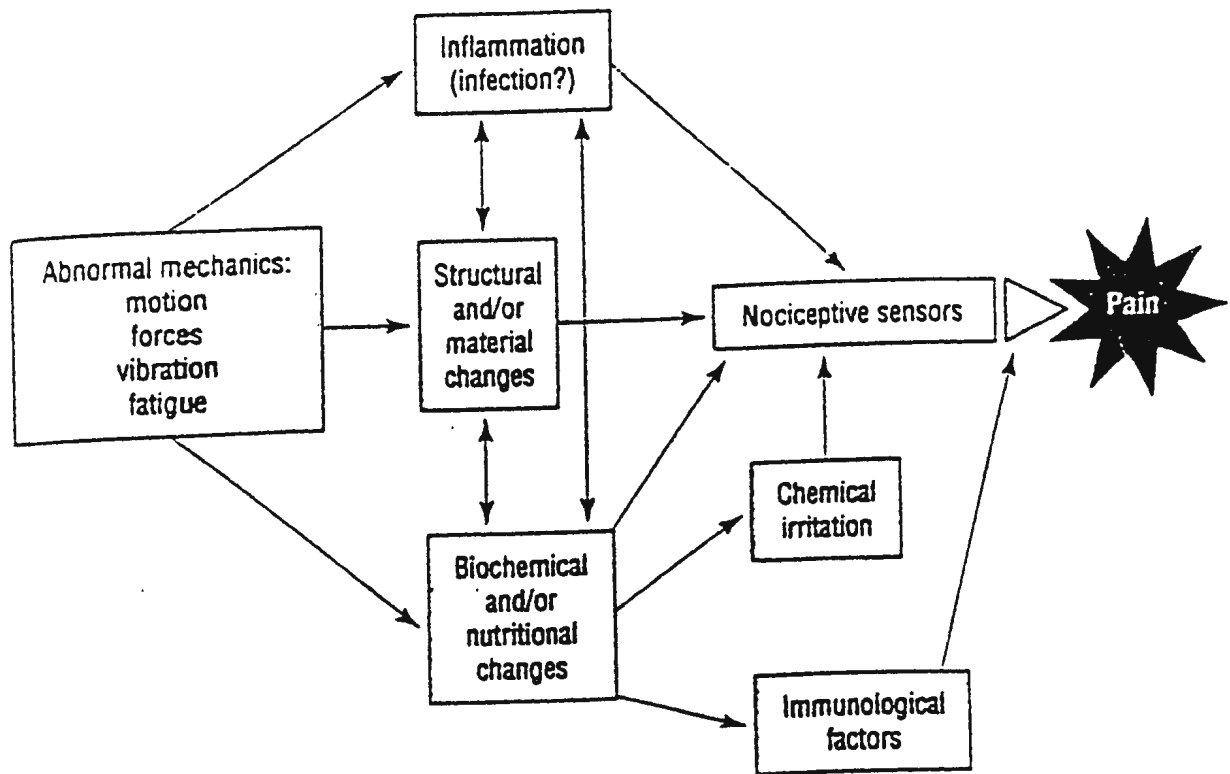 Inflammation
(infection?)
Abnormal mechanics:
motion
forces
vibration
fatigue
Structural
and/or
material
changes
Nociceptive sensors
Pain
Chemical
irritation
Biochemical
and/or
nutritional
changes
Immunological
factors